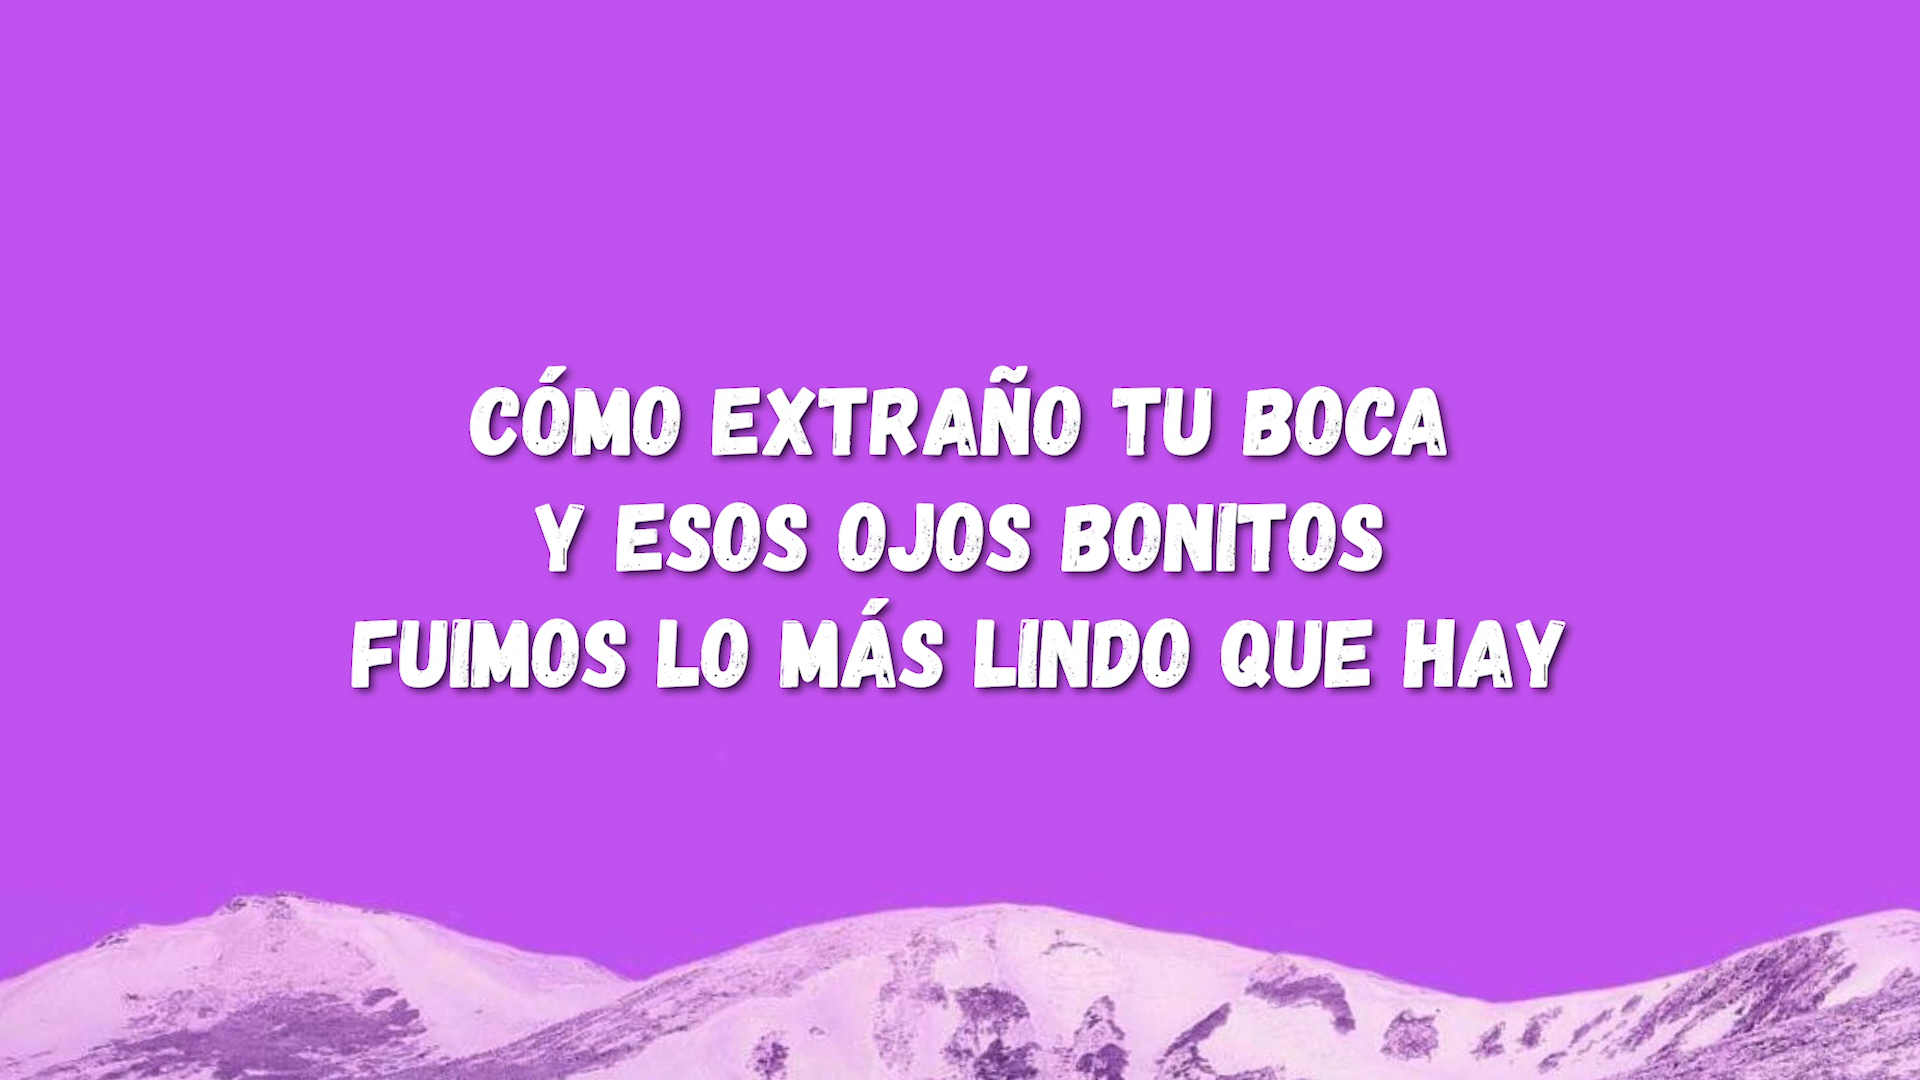 CÓMO EXTRAÑO TU BOCA
Y ESOS OJOS BONITOS
FUIMOS LO MÁS LINDO QUE HAY